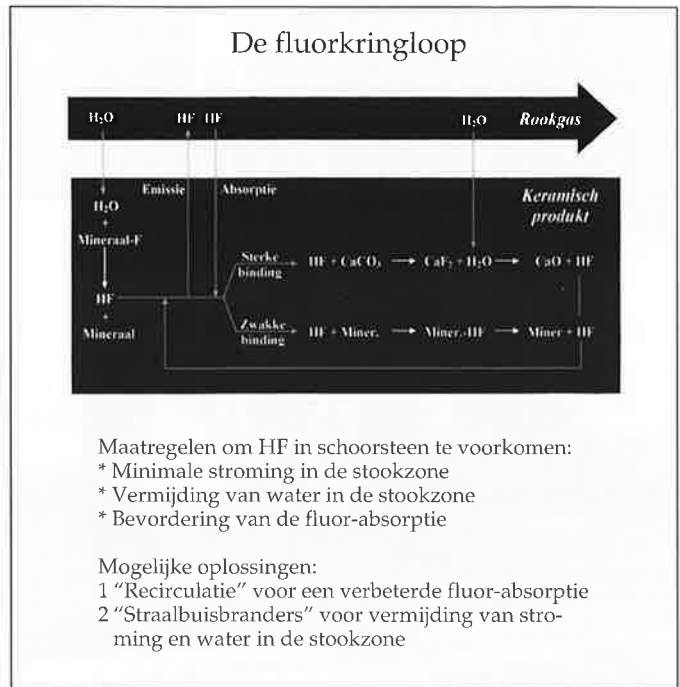 De fluorkringloop
H₂O HF HF H₂O Rookgas
Emissie Absorptie Keramisch
produkt
H₂O
+
Mineraal-F
Sterke
binding HF + CaCO₃ → CaF₂ + H₂O → CaO + HF
HF
+
Mineraal
Zwakke
binding HF + Miner. → Miner.-HF → Miner + HF
Maatregelen om HF in schoorsteen te voorkomen:
* Minimale stroming in de stookzone
* Vermijding van water in de stookzone
* Bevordering van de fluor-absorptie
Mogelijke oplossingen:
1 “Recirculatie” voor een verbeterde fluor-absorptie
2 “Straalbuisbranders” voor vermijding van stro-
ming en water in de stookzone